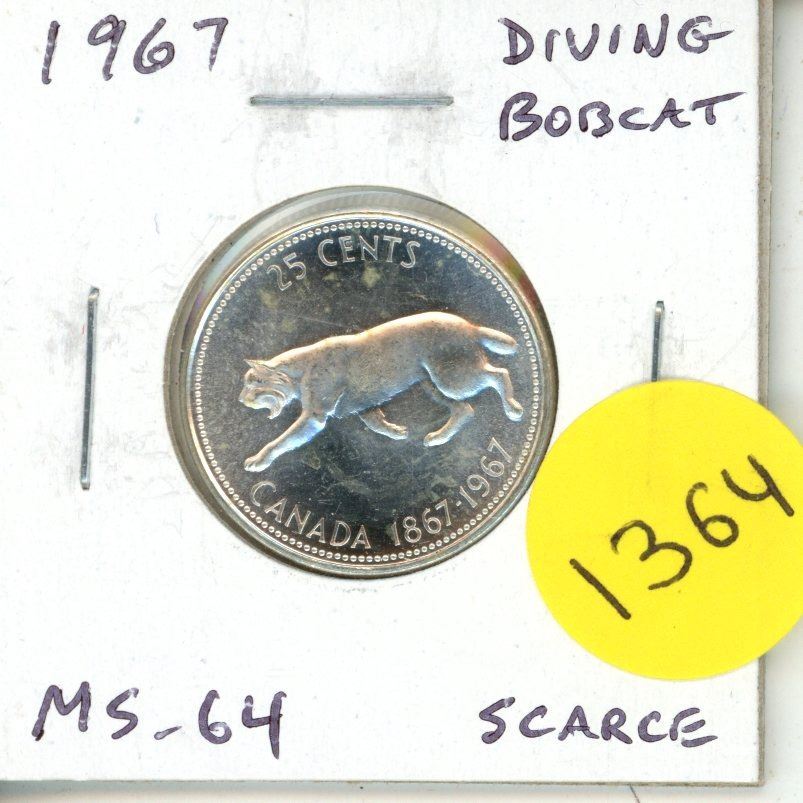 1967
DIVING
BOBCAT
25 CENTS
CANADA 1867-1967
1364
MS-64
SCARCE